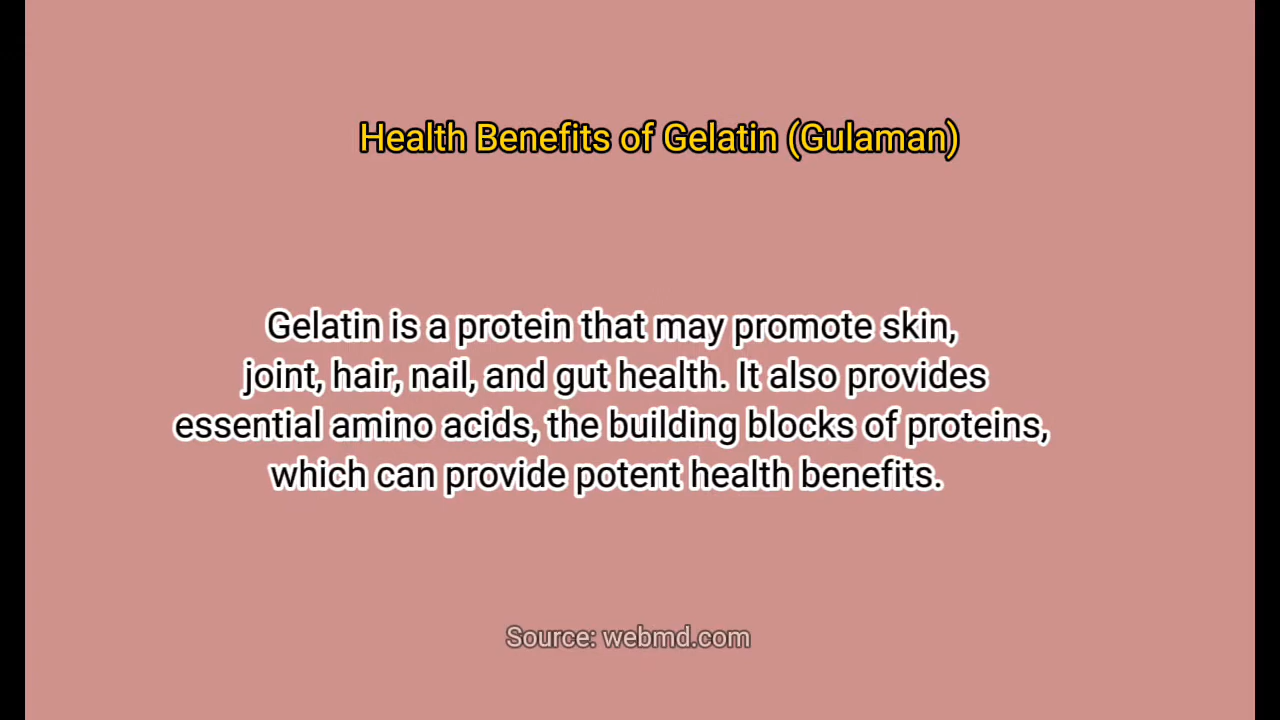 Health Benefits of Gelatin (Gulaman)
Gelatin is a protein that may promote skin,
joint, hair, nail, and gut health. It also provides
essential amino acids, the building blocks of proteins,
which can provide potent health benefits.
Source: webmd.com